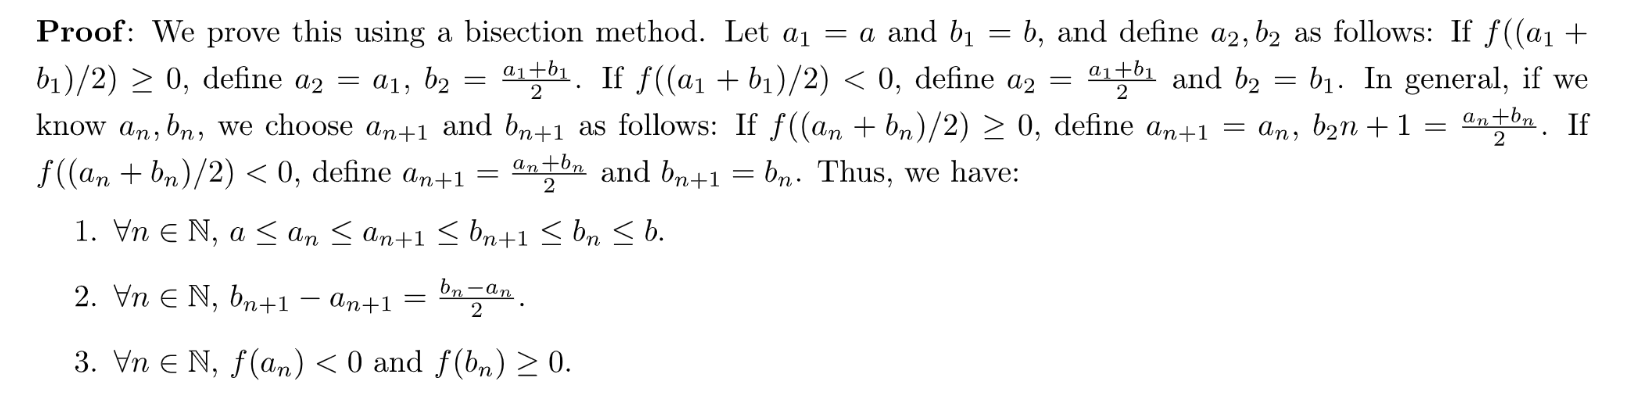 Proof: We prove this using a bisection method. Let a₁ = a and b₁ = b, and define a₂, b₂ as follows: If f((a₁ +
b₁)/2) ≥ 0, define a₂ = a₁, b₂ = (a₁+b₁)/2. If f((a₁ + b₁)/2) < 0, define a₂ = (a₁+b₁)/2 and b₂ = b₁. In general, if we
know aₙ, bₙ, we choose aₙ₊₁ and bₙ₊₁ as follows: If f((aₙ + bₙ)/2) ≥ 0, define aₙ₊₁ = aₙ, b₂n + 1 = (aₙ+bₙ)/2. If
f((aₙ + bₙ)/2) < 0, define aₙ₊₁ = (aₙ+bₙ)/2 and bₙ₊₁ = bₙ. Thus, we have:
1. ∀n ∈ ℕ, a ≤ aₙ ≤ aₙ₊₁ ≤ bₙ₊₁ ≤ bₙ ≤ b.
2. ∀n ∈ ℕ, bₙ₊₁ − aₙ₊₁ = (bₙ−aₙ)/2.
3. ∀n ∈ ℕ, f(aₙ) < 0 and f(bₙ) ≥ 0.